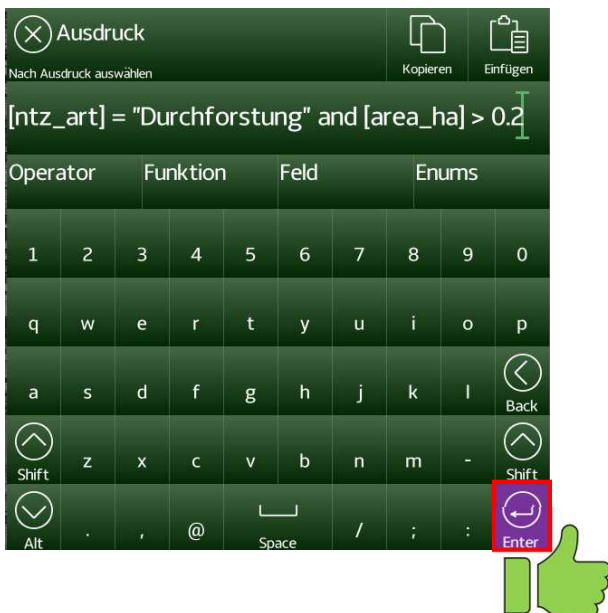 Ausdruck
Nach Ausdruck auswählen
Kopieren Einfügen
[ntz_art] = "Durchforstung" and [area_ha] > 0.2
Operator Funktion Feld Enums
1 2 3 4 5 6 7 8 9 0
q w e r t y u i o p
a s d f g h j k l Back
Shift z x c v b n m - Shift
Alt . , @ Space / ; : Enter